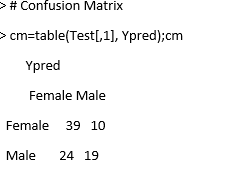 > # Confusion Matrix
> cm=table(Test[,1], Ypred);cm
Ypred
Female Male
Female 39 10
Male 24 19